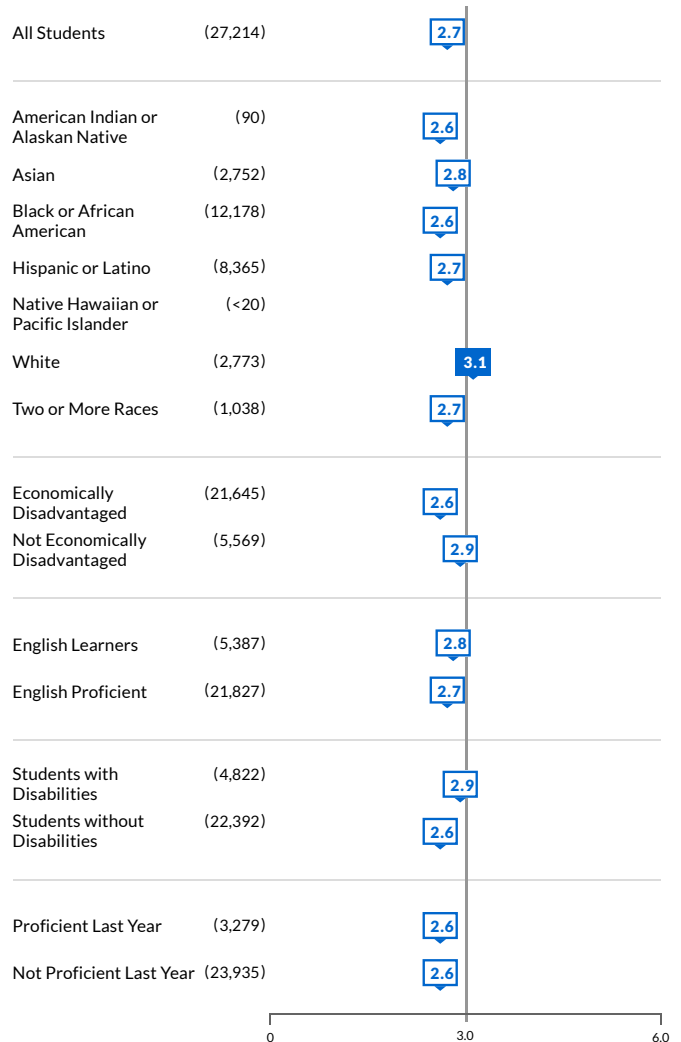 All Students (27,214) 2.7
American Indian or (90)
Alaskan Native 2.6
Asian (2,752) 2.8
Black or African (12,178)
American 2.6
Hispanic or Latino (8,365) 2.7
Native Hawaiian or (<20)
Pacific Islander
White (2,773) 3.1
Two or More Races (1,038) 2.7
Economically (21,645)
Disadvantaged 2.6
Not Economically (5,569)
Disadvantaged 2.9
English Learners (5,387) 2.8
English Proficient (21,827) 2.7
Students with (4,822)
Disabilities 2.9
Students without (22,392)
Disabilities 2.6
Proficient Last Year (3,279) 2.6
Not Proficient Last Year (23,935) 2.6
0 3.0 6.0